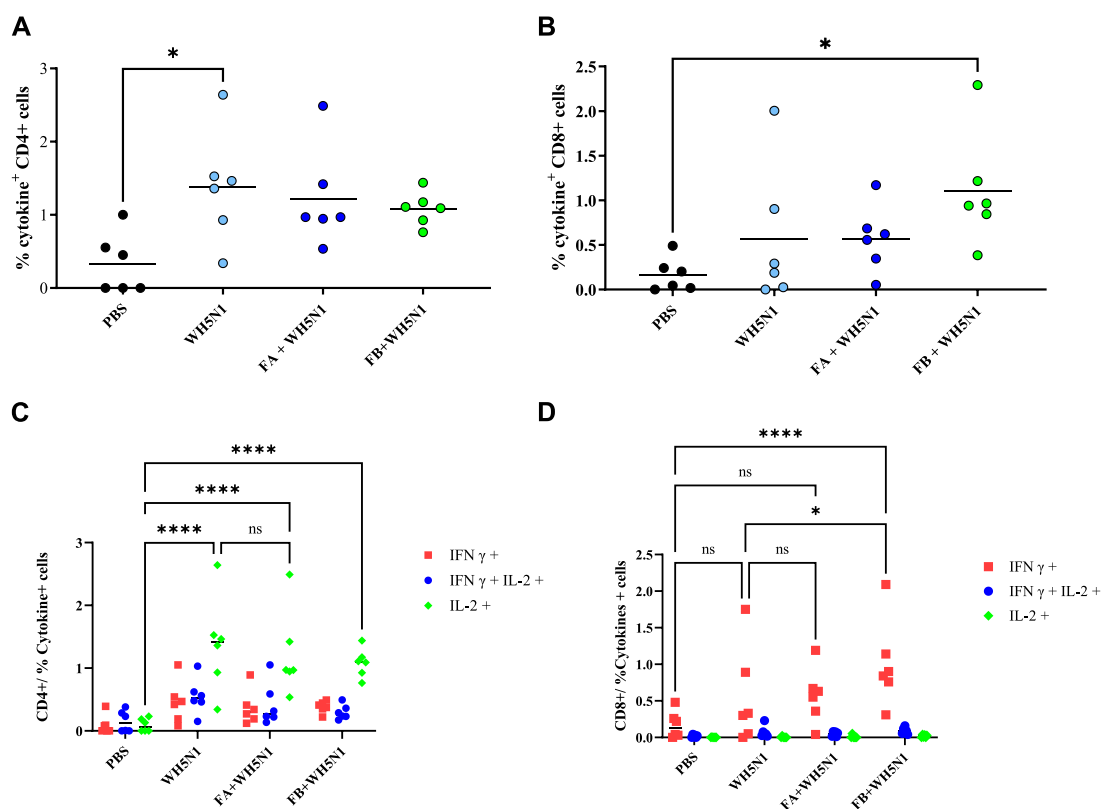 A
*
% cytokine+ CD4+ cells
3
2
1
0
PBS
WH5N1
FA + WH5N1
FB+WH5N1
B
*
% cytokine+ CD8+ cells
2.5
2.0
1.5
1.0
0.5
0.0
PBS
WH5N1
FA + WH5N1
FB + WH5N1
C
****
****
****
ns
CD4+/ % Cytokine+ cells
3
2
1
0
PBS
WH5N1
FA+WH5N1
FB+WH5N1
IFN γ +
IFN γ + IL-2 +
IL-2 +
D
****
ns
*
ns
ns
CD8+/ %Cytokines + cells
2.5
2.0
1.5
1.0
0.5
0.0
PBS
WH5N1
FA+WH5N1
FB+WH5N1
IFN γ +
IFN γ + IL-2 +
IL-2 +